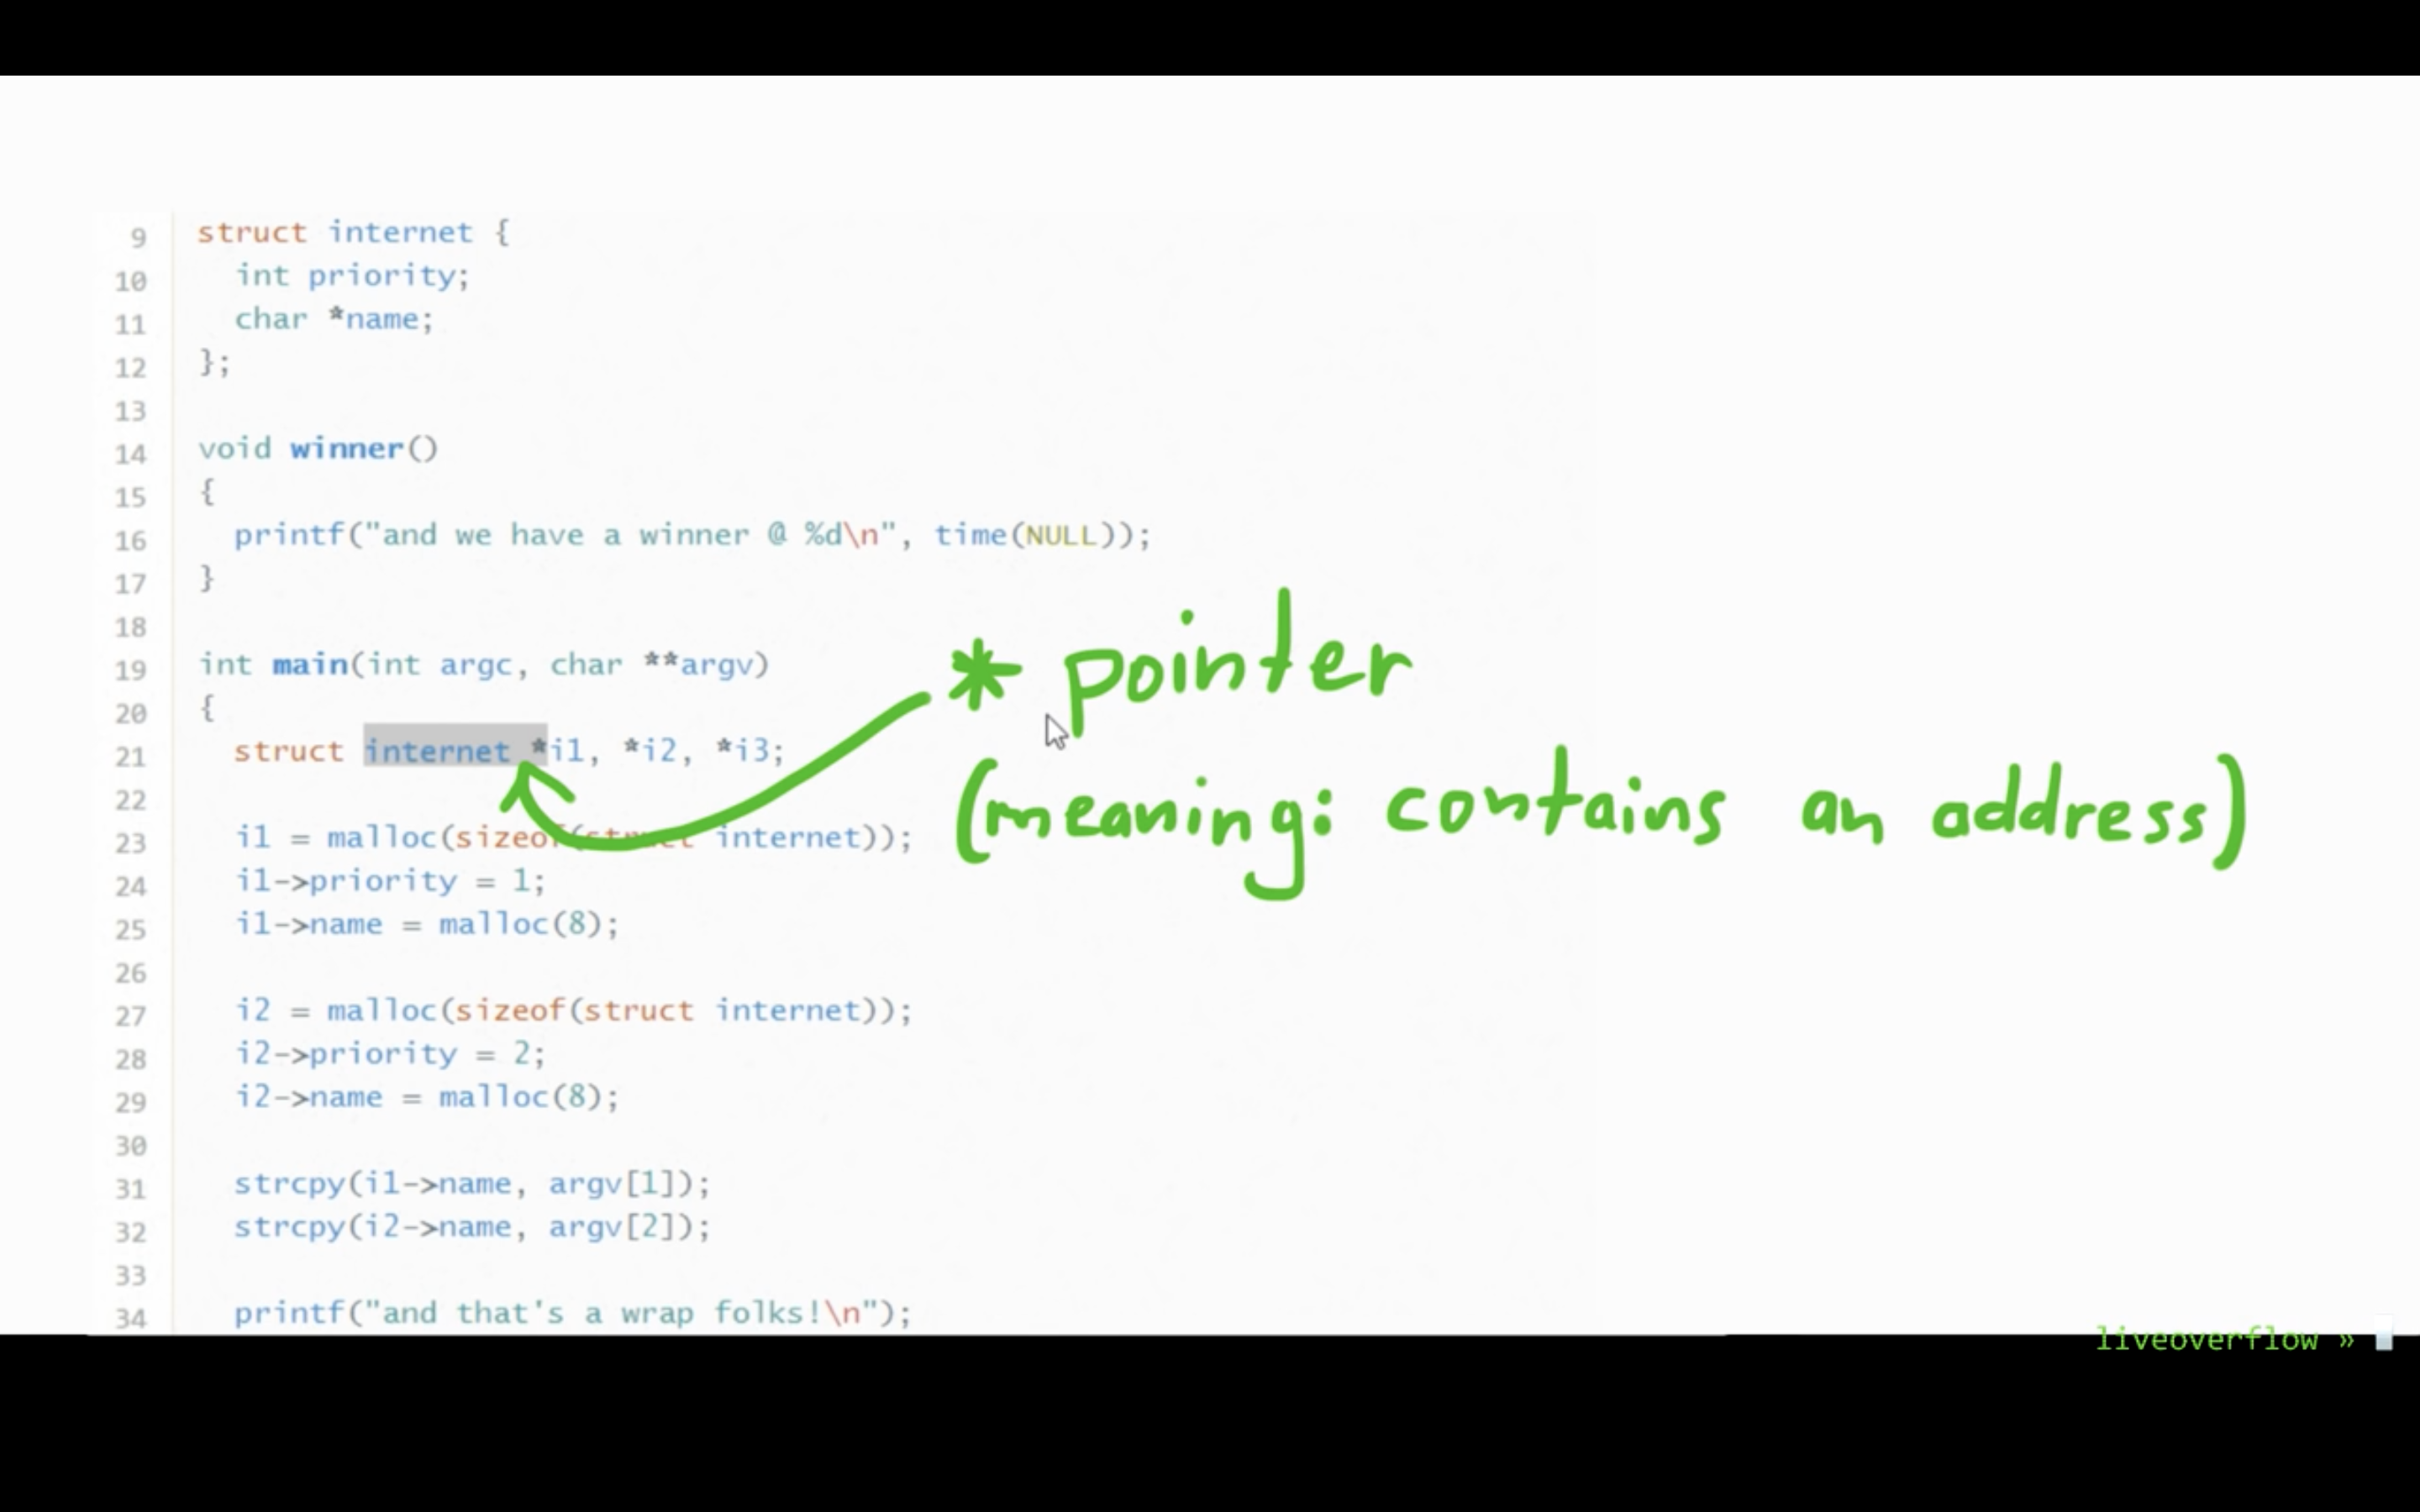 9 struct internet {
10 int priority;
11 char *name;
12 };
13
14 void winner()
15 {
16 printf("and we have a winner @ %d\n", time(NULL));
17 }
18
19 int main(int argc, char **argv)
20 {
21 struct internet *i1, *i2, *i3;
22
23 i1 = malloc(sizeof(struct internet));
24 i1->priority = 1;
25 i1->name = malloc(8);
26
27 i2 = malloc(sizeof(struct internet));
28 i2->priority = 2;
29 i2->name = malloc(8);
30
31 strcpy(i1->name, argv[1]);
32 strcpy(i2->name, argv[2]);
33
34 printf("and that's a wrap folks!\n");
* pointer
(meaning: contains an address)
liveoverflow »